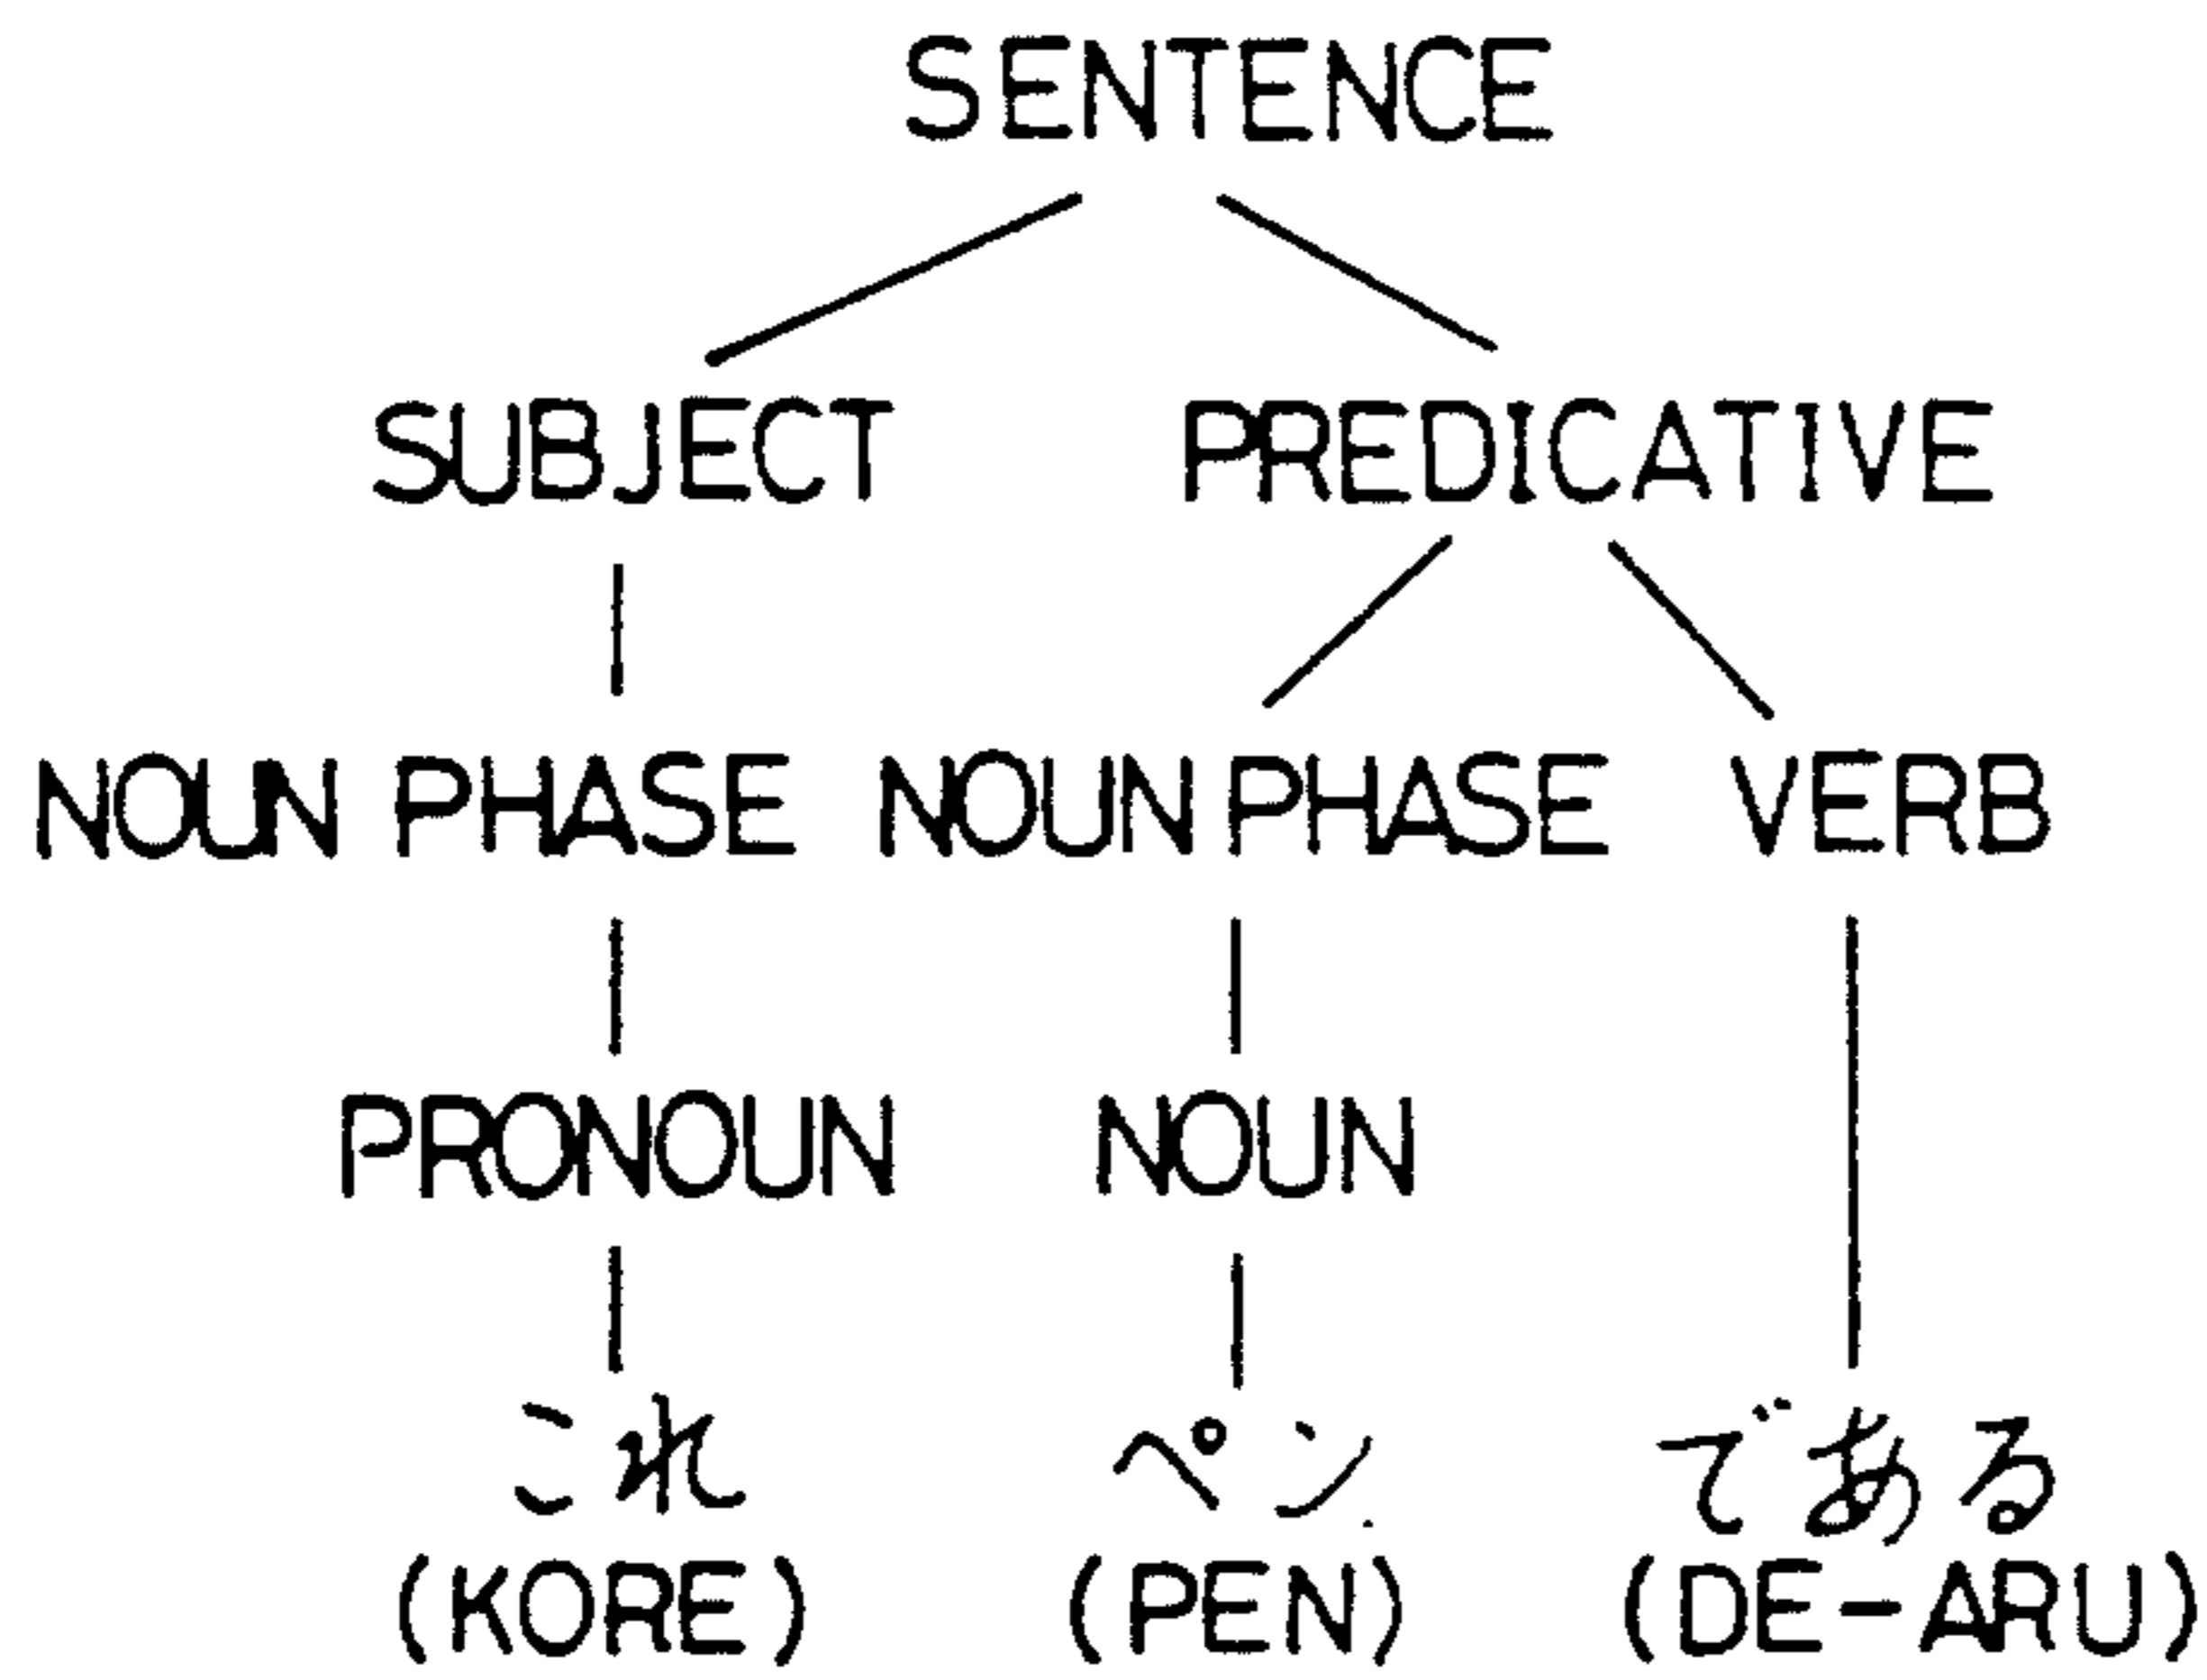 SENTENCE
SUBJECT PREDICATIVE
NOUN PHASE NOUN PHASE VERB
PRONOUN NOUN
これ ペン である
(KORE) (PEN) (DE-ARU)